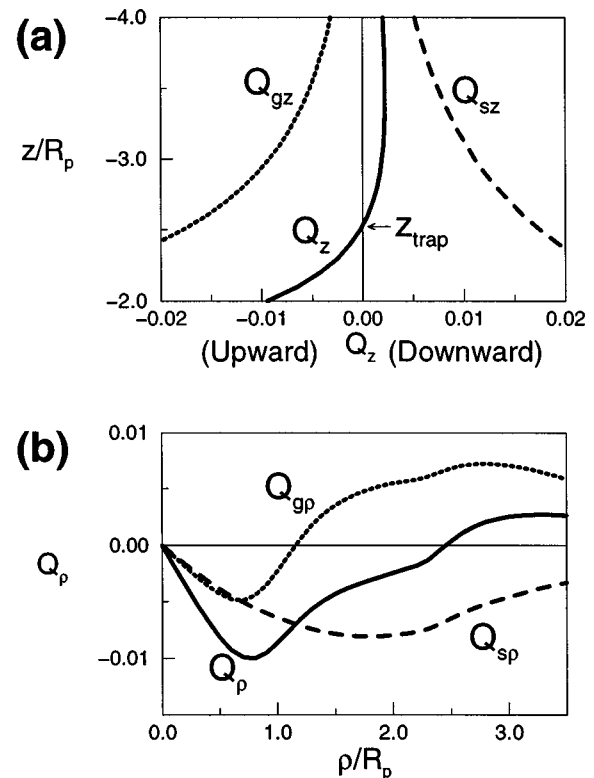 (a)
-4.0
Q_gz
Q_sz
z/R_p
-3.0
Q_z
Z_trap
-2.0
-0.02 -0.01 0.00 0.01 0.02
(Upward) Q_z (Downward)
(b)
0.01
Q_gρ
0.00
Q_ρ
-0.01
Q_ρ
Q_sρ
0.0 1.0 2.0 3.0
ρ/R_p